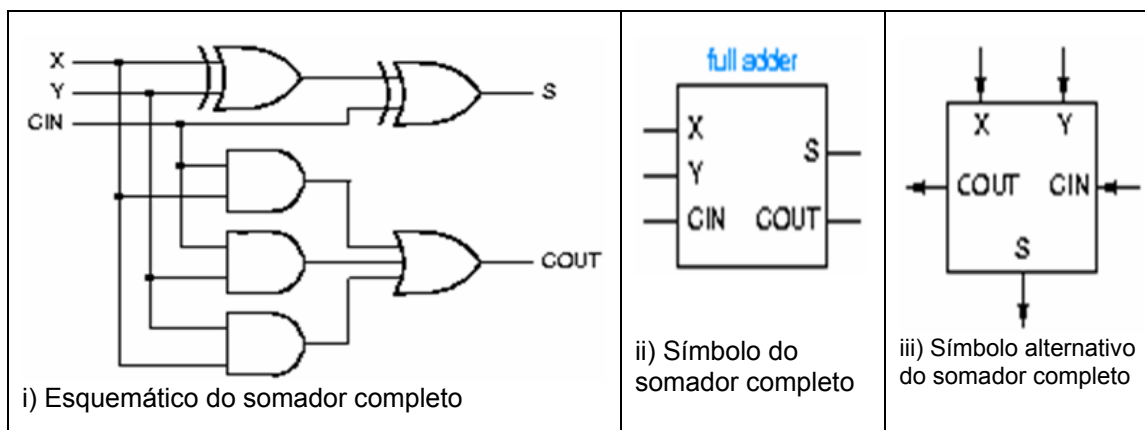 X
Y
CIN
S
COUT
i) Esquemático do somador completo
full adder
X
Y
CIN
S
COUT
ii) Símbolo do
somador completo
X Y
COUT CIN
S
iii) Símbolo alternativo
do somador completo